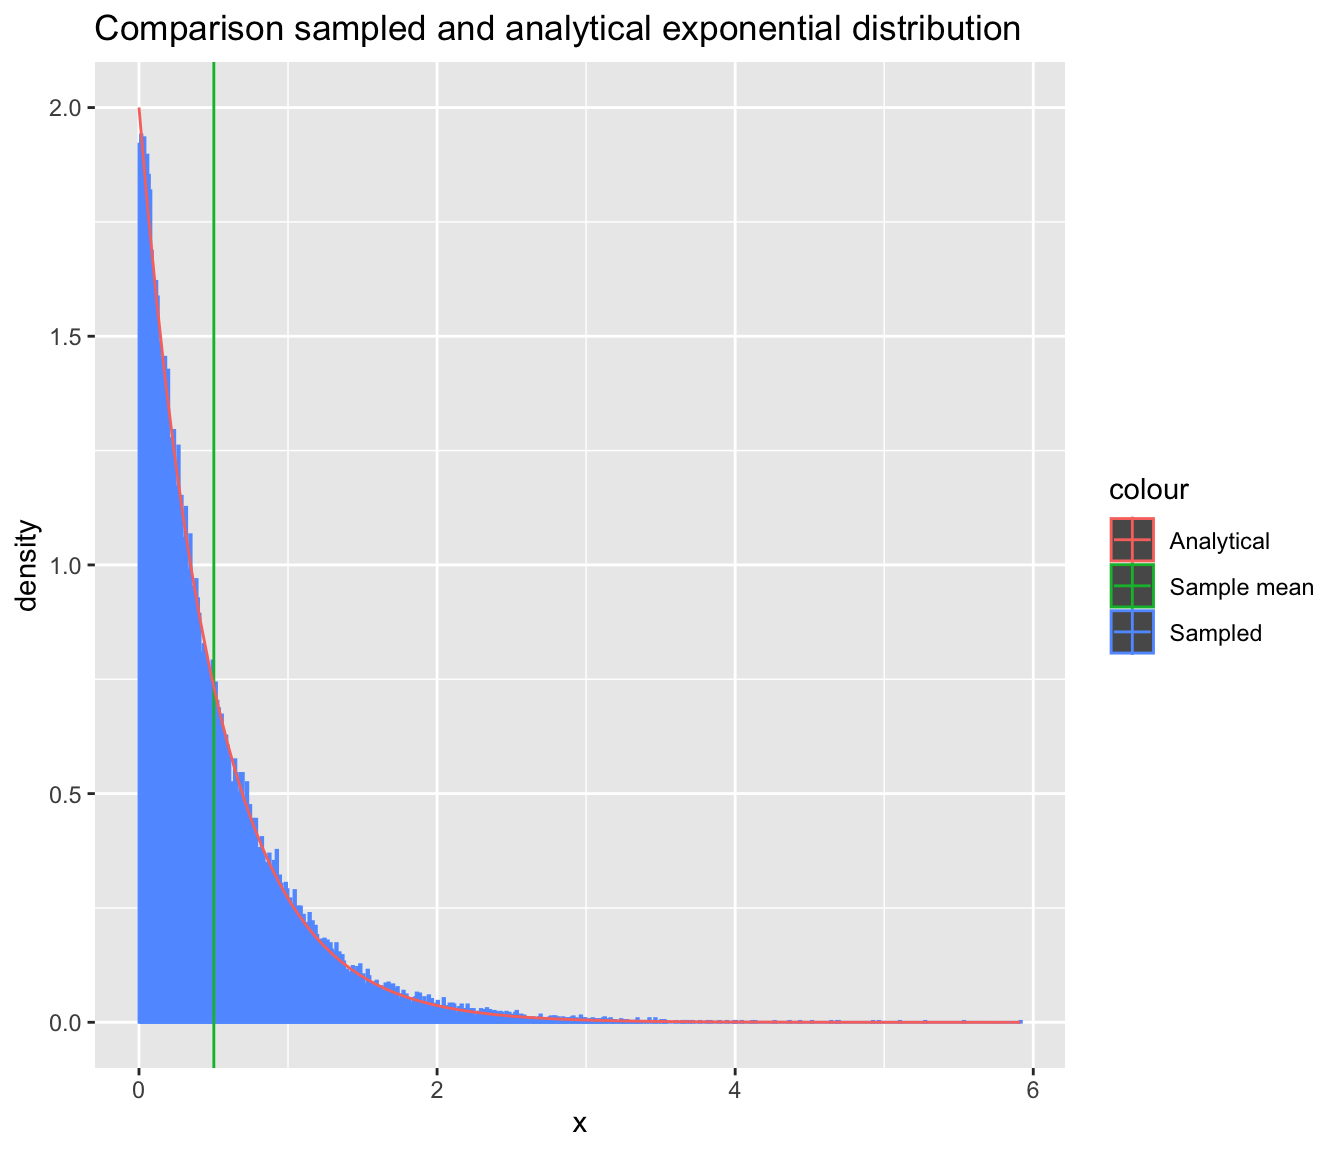 Comparison sampled and analytical exponential distribution
2.0
1.5
1.0
0.5
0.0
density
0 2 4 6
x
colour
Analytical
Sample mean
Sampled